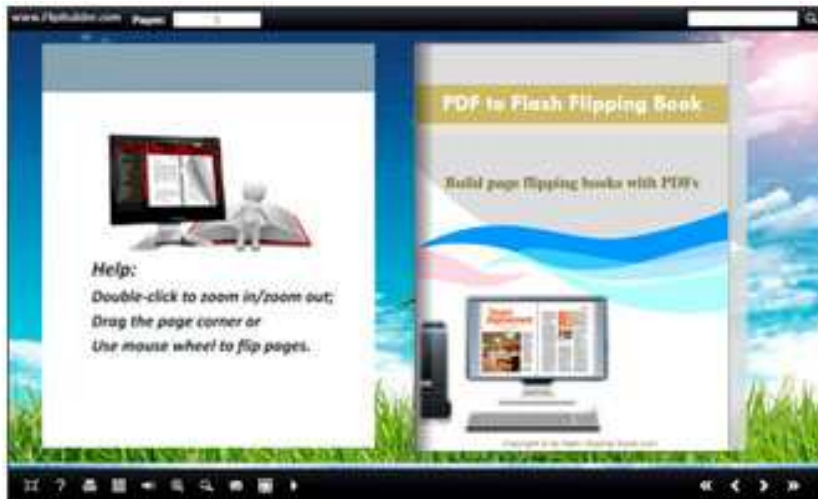 www.FlipBuilder.com Pages:
Help:
Double-click to zoom in/zoom out;
Drag the page corner or
Use mouse wheel to flip pages.
PDF to Flash Flipping Book
Build page flipping books with PDFs